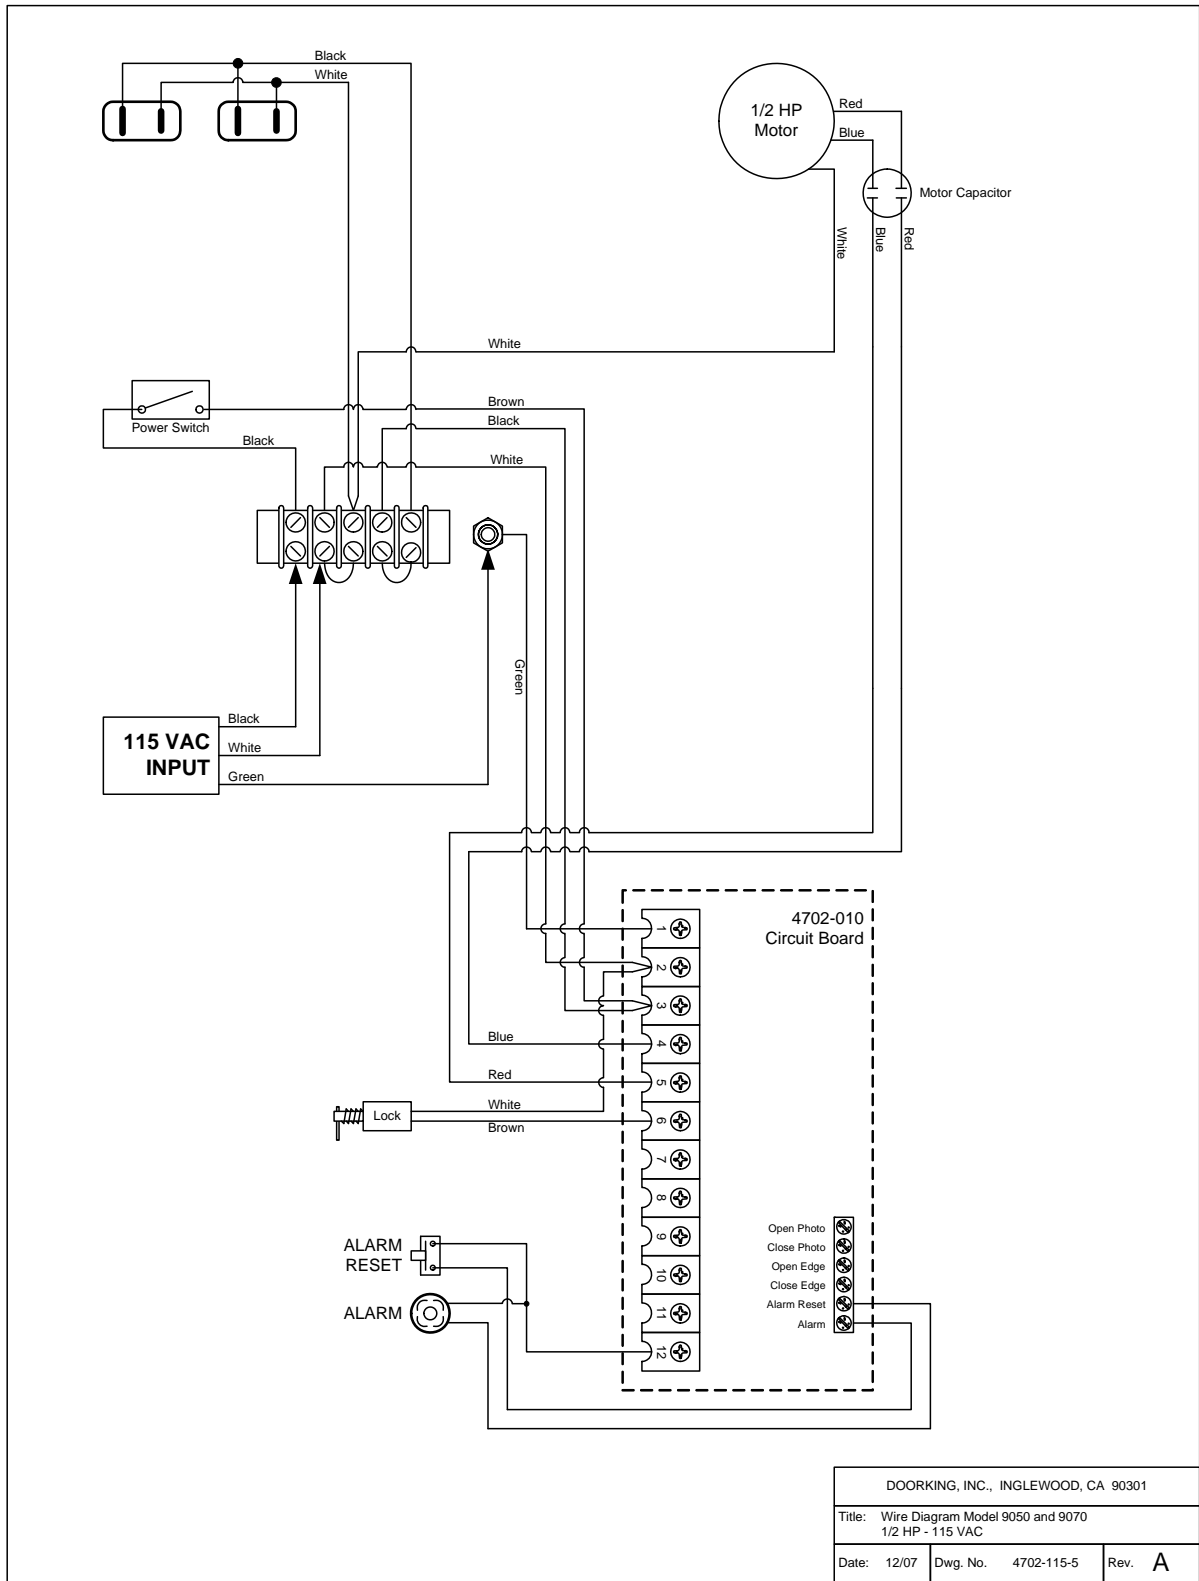 Black
White
1/2 HP
Motor
Red
Blue
Motor Capacitor
White
Blue
Red
White
Power Switch
Brown
Black
Black
White
Green
115 VAC
INPUT
Black
White
Green
4702-010
Circuit Board
1
2
3
4
5
6
7
8
9
10
11
12
Blue
Red
Lock
White
Brown
ALARM
RESET
ALARM
Open Photo
Close Photo
Open Edge
Close Edge
Alarm Reset
Alarm
DOORKING, INC., INGLEWOOD, CA 90301
Title: Wire Diagram Model 9050 and 9070
1/2 HP - 115 VAC
Date: 12/07 Dwg. No. 4702-115-5 Rev. A